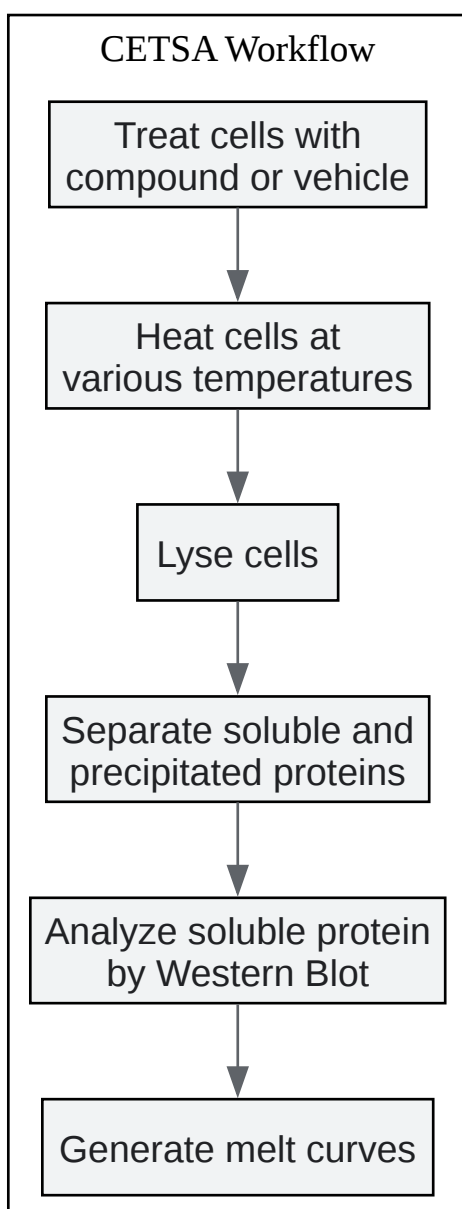 CETSA Workflow
Treat cells with
compound or vehicle
Heat cells at
various temperatures
Lyse cells
Separate soluble and
precipitated proteins
Analyze soluble protein
by Western Blot
Generate melt curves